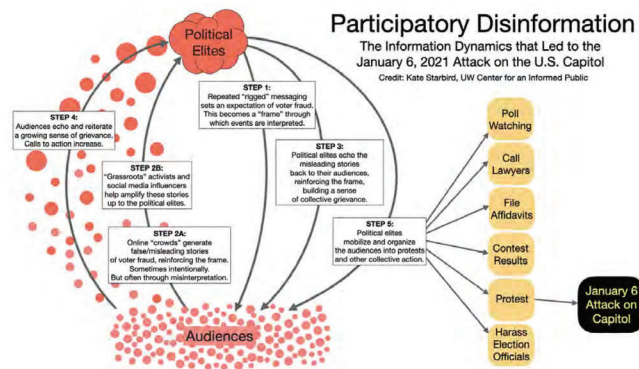 Participatory Disinformation
The Information Dynamics that Led to the
January 6, 2021 Attack on the U.S. Capitol
Credit: Kate Starbird, UW Center for an Informed Public
Political
Elites
STEP 1:
Repeated "rigged" messaging
sets an expectation of voter fraud.
This becomes a "frame" through
which events are interpreted.
STEP 4:
Audiences echo and reiterate
a growing sense of grievance.
Calls to action increase.
STEP 2B:
"Grassroots" activists and
social media influencers
help amplify these stories
up to the political elites.
STEP 3:
Political elites echo the
misleading stories
back to their audiences,
reinforcing the frame,
building a sense
of collective grievance.
STEP 2A:
Online "crowds" generate
false/misleading stories
of voter fraud, reinforcing the frame.
Sometimes intentionally.
But often through misinterpretation.
STEP 5:
Political elites
mobilize and organize
the audiences into protests
and other collective action.
Audiences
Poll
Watching
Call
Lawyers
File
Affidavits
Contest
Results
Protest
Harass
Election
Officials
January 6
Attack on
Capitol